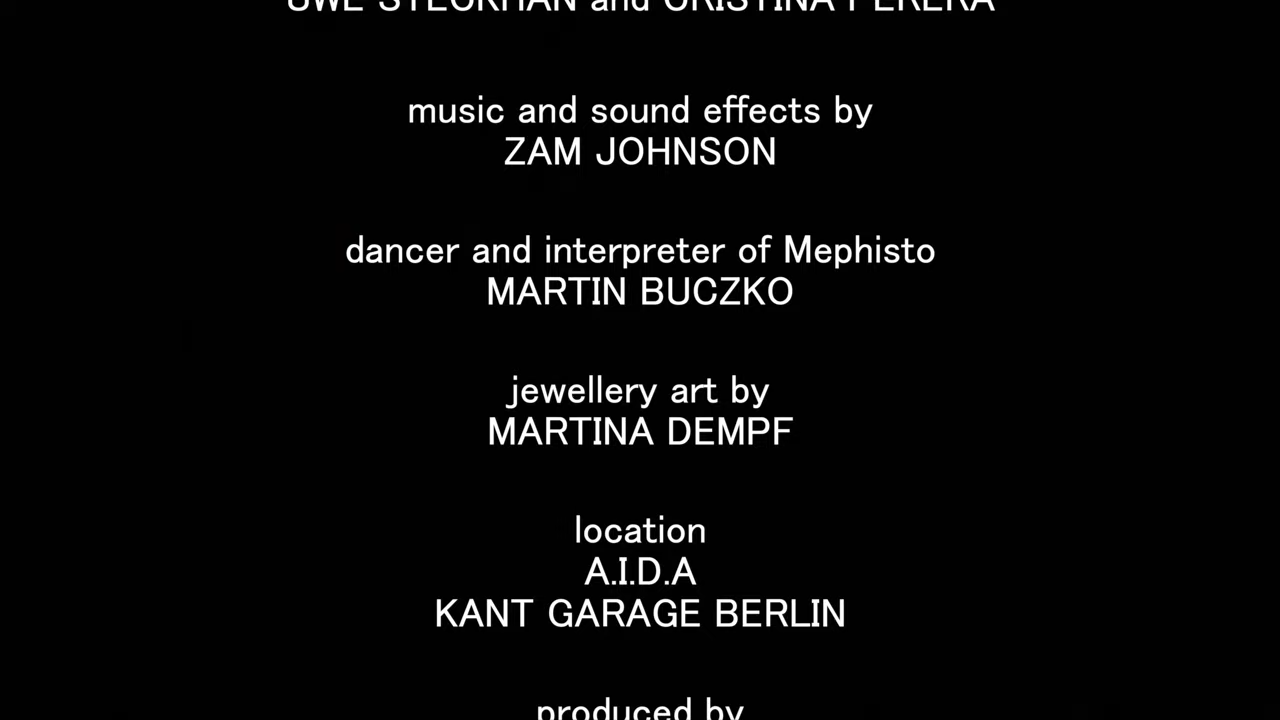 and
music and sound effects by
ZAM JOHNSON
dancer and interpreter of Mephisto
MARTIN BUCZKO
jewellery art by
MARTINA DEMPF
location
A.I.D.A
KANT GARAGE BERLIN
produced by